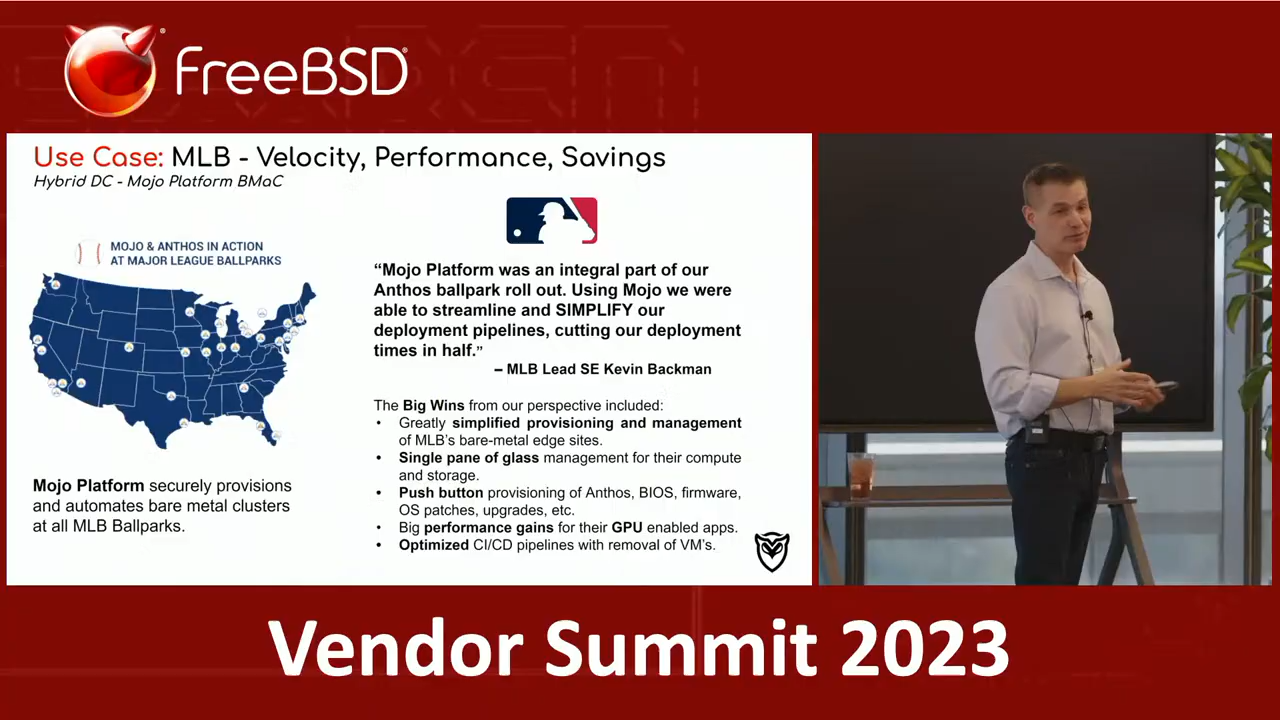 FreeBSD®
Use Case: MLB - Velocity, Performance, Savings
Hybrid DC - Mojo Platform BMaC
MOJO & ANTHOS IN ACTION
AT MAJOR LEAGUE BALLPARKS
Mojo Platform securely provisions
and automates bare metal clusters
at all MLB Ballparks.
“Mojo Platform was an integral part of our
Anthos ballpark roll out. Using Mojo we were
able to streamline and SIMPLIFY our
deployment pipelines, cutting our deployment
times in half.”
– MLB Lead SE Kevin Backman
The Big Wins from our perspective included:
• Greatly simplified provisioning and management
of MLB's bare-metal edge sites.
• Single pane of glass management for their compute
and storage.
• Push button provisioning of Anthos, BIOS, firmware,
OS patches, upgrades, etc.
• Big performance gains for their GPU enabled apps.
• Optimized CI/CD pipelines with removal of VM's.
Vendor Summit 2023